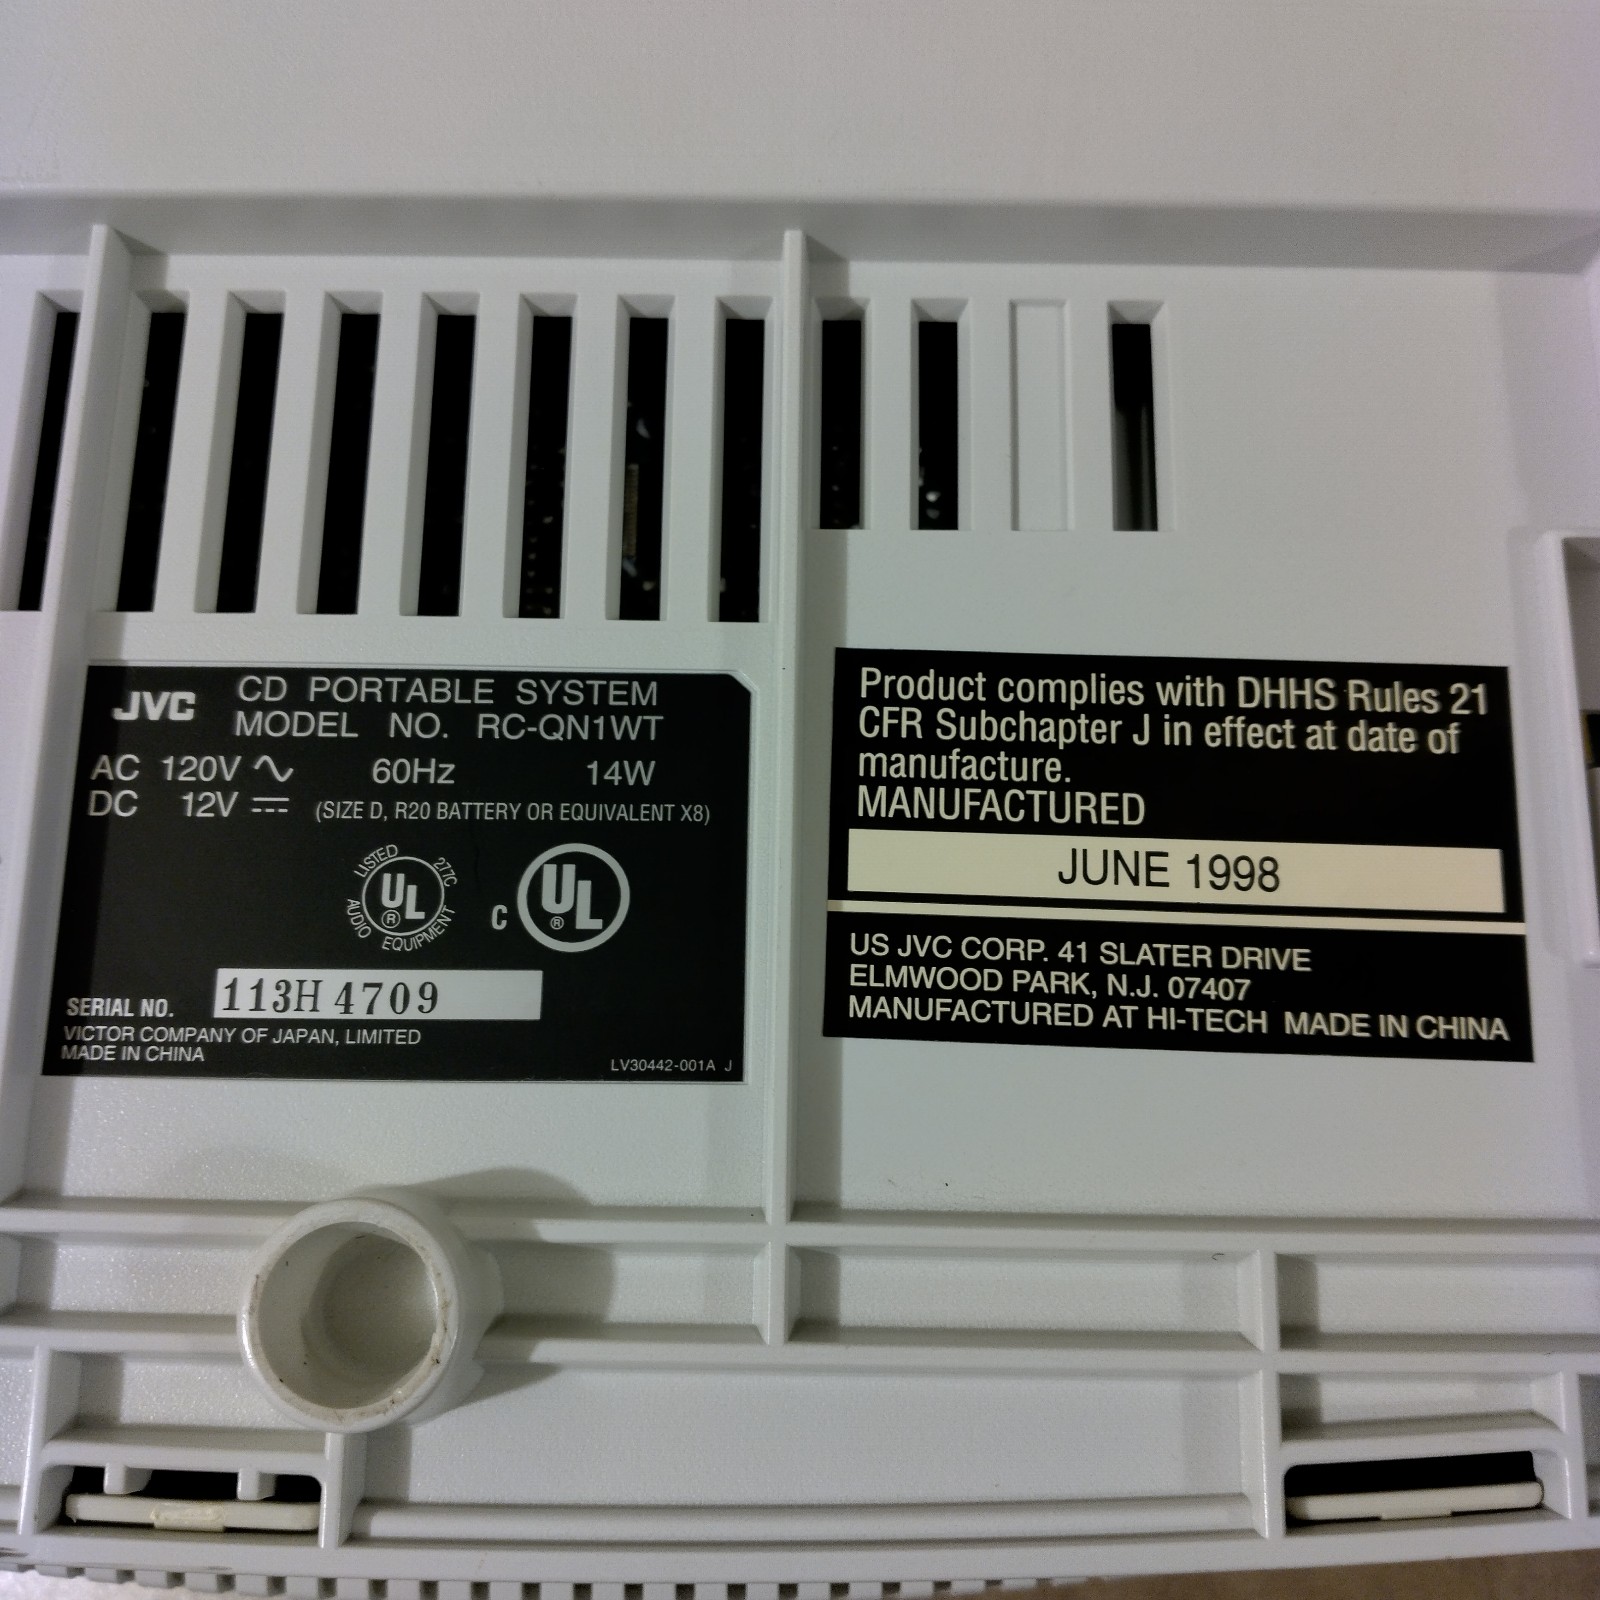 JVC CD PORTABLE SYSTEM
MODEL NO. RC-QN1WT
AC 120V ∿ 60Hz 14W
DC 12V ⎓ (SIZE D, R20 BATTERY OR EQUIVALENT X8)
LISTED 277C
UL ®
AUDIO EQUIPMENT
C UL ®
SERIAL NO. 113H 4709
VICTOR COMPANY OF JAPAN, LIMITED
MADE IN CHINA
LV30442-001A J
Product complies with DHHS Rules 21
CFR Subchapter J in effect at date of
manufacture.
MANUFACTURED
JUNE 1998
US JVC CORP. 41 SLATER DRIVE
ELMWOOD PARK, N.J. 07407
MANUFACTURED AT HI-TECH MADE IN CHINA